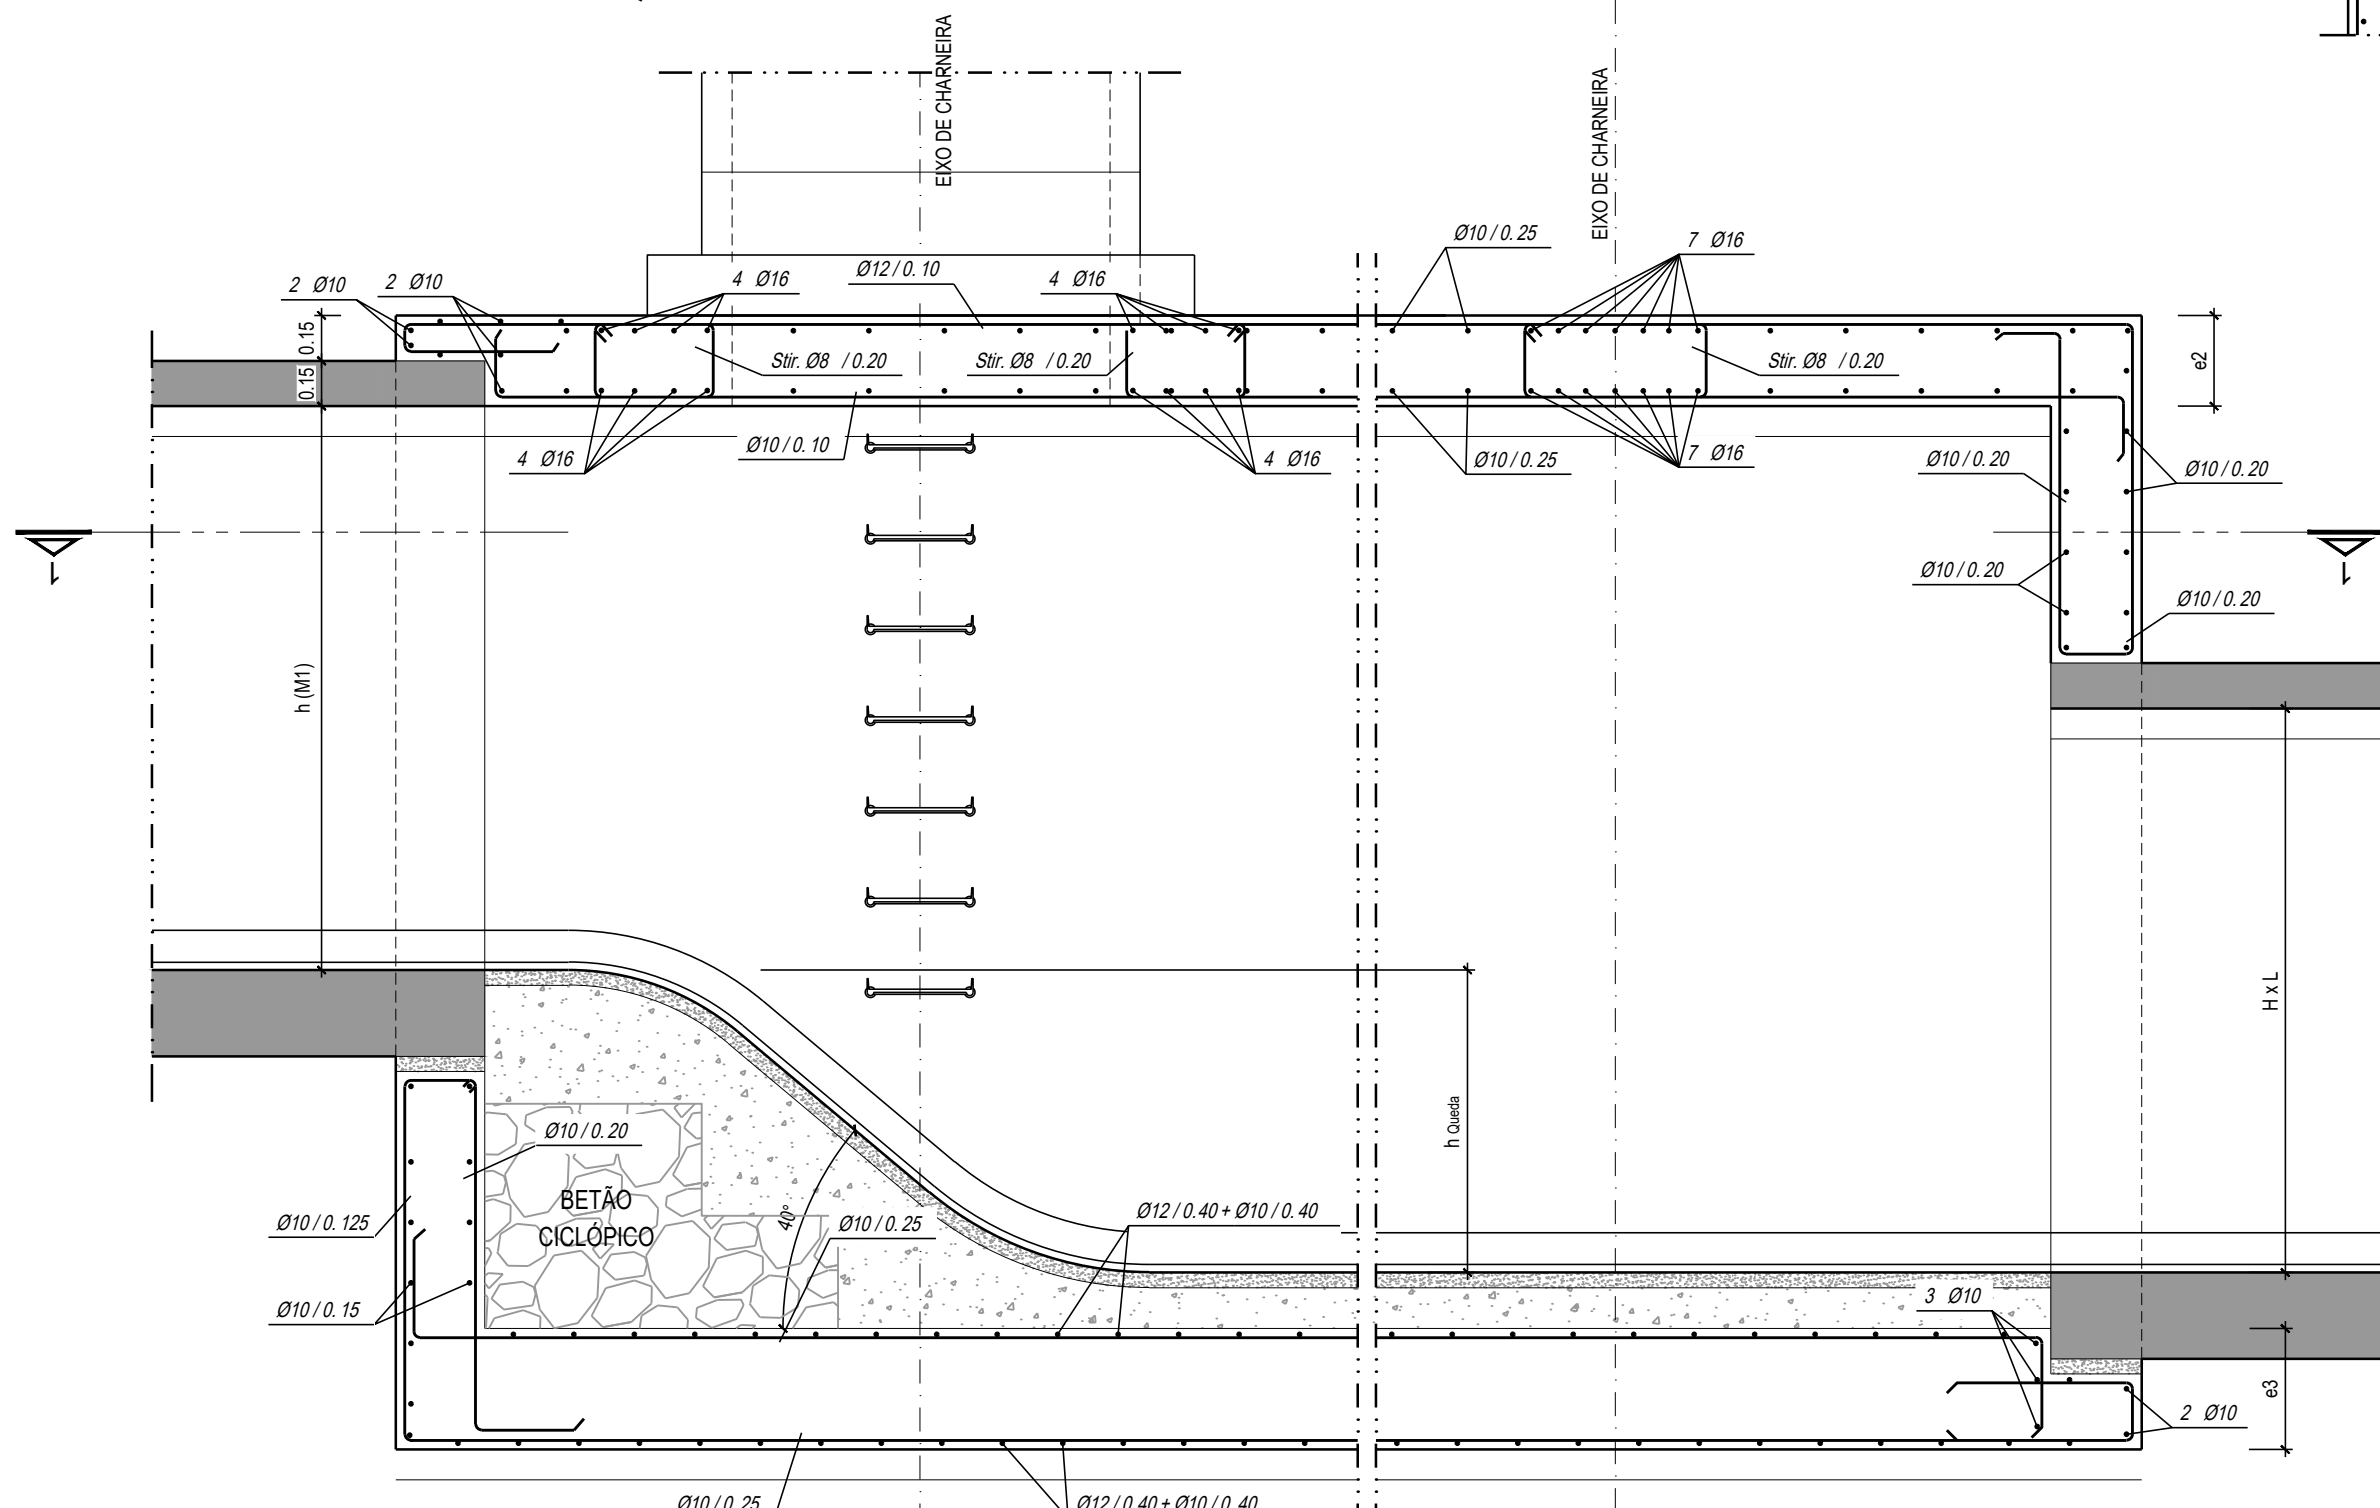 EIXO DE CHARNEIRA
EIXO DE CHARNEIRA
Ø10 / 0.25
7 Ø16
2 Ø10
2 Ø10
4 Ø16
Ø12 / 0.10
4 Ø16
0.15
0.15
Stir. Ø8 / 0.20
Stir. Ø8 / 0.20
Stir. Ø8 / 0.20
e2
4 Ø16
Ø10 / 0.10
4 Ø16
Ø10 / 0.25
7 Ø16
Ø10 / 0.20
Ø10 / 0.20
1
1
Ø10 / 0.20
Ø10 / 0.20
h (M1)
H x L
h Queda
Ø10 / 0.20
BETÃO
CICLÓPICO
Ø10 / 0.125
40°
Ø10 / 0.25
Ø12 / 0.40 + Ø10 / 0.40
Ø10 / 0.15
3 Ø10
e3
2 Ø10
Ø10 / 0.25
Ø12 / 0.40 + Ø10 / 0.40